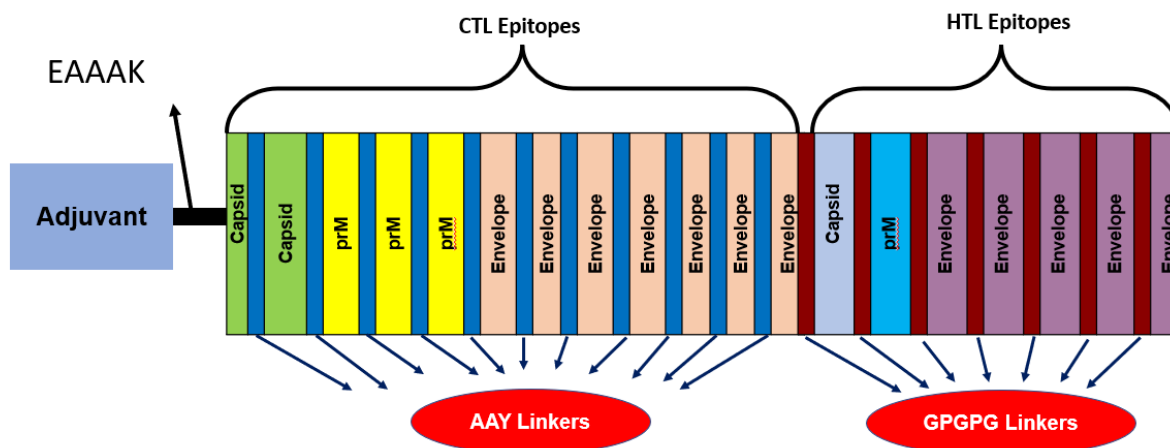 CTL Epitopes
HTL Epitopes
EAAAK
Adjuvant
Capsid
Capsid
prM
prM
prM
Envelope
Envelope
Envelope
Envelope
Envelope
Envelope
Envelope
Capsid
prM
Envelope
Envelope
Envelope
Envelope
Envelope
AAY Linkers
GPGPG Linkers